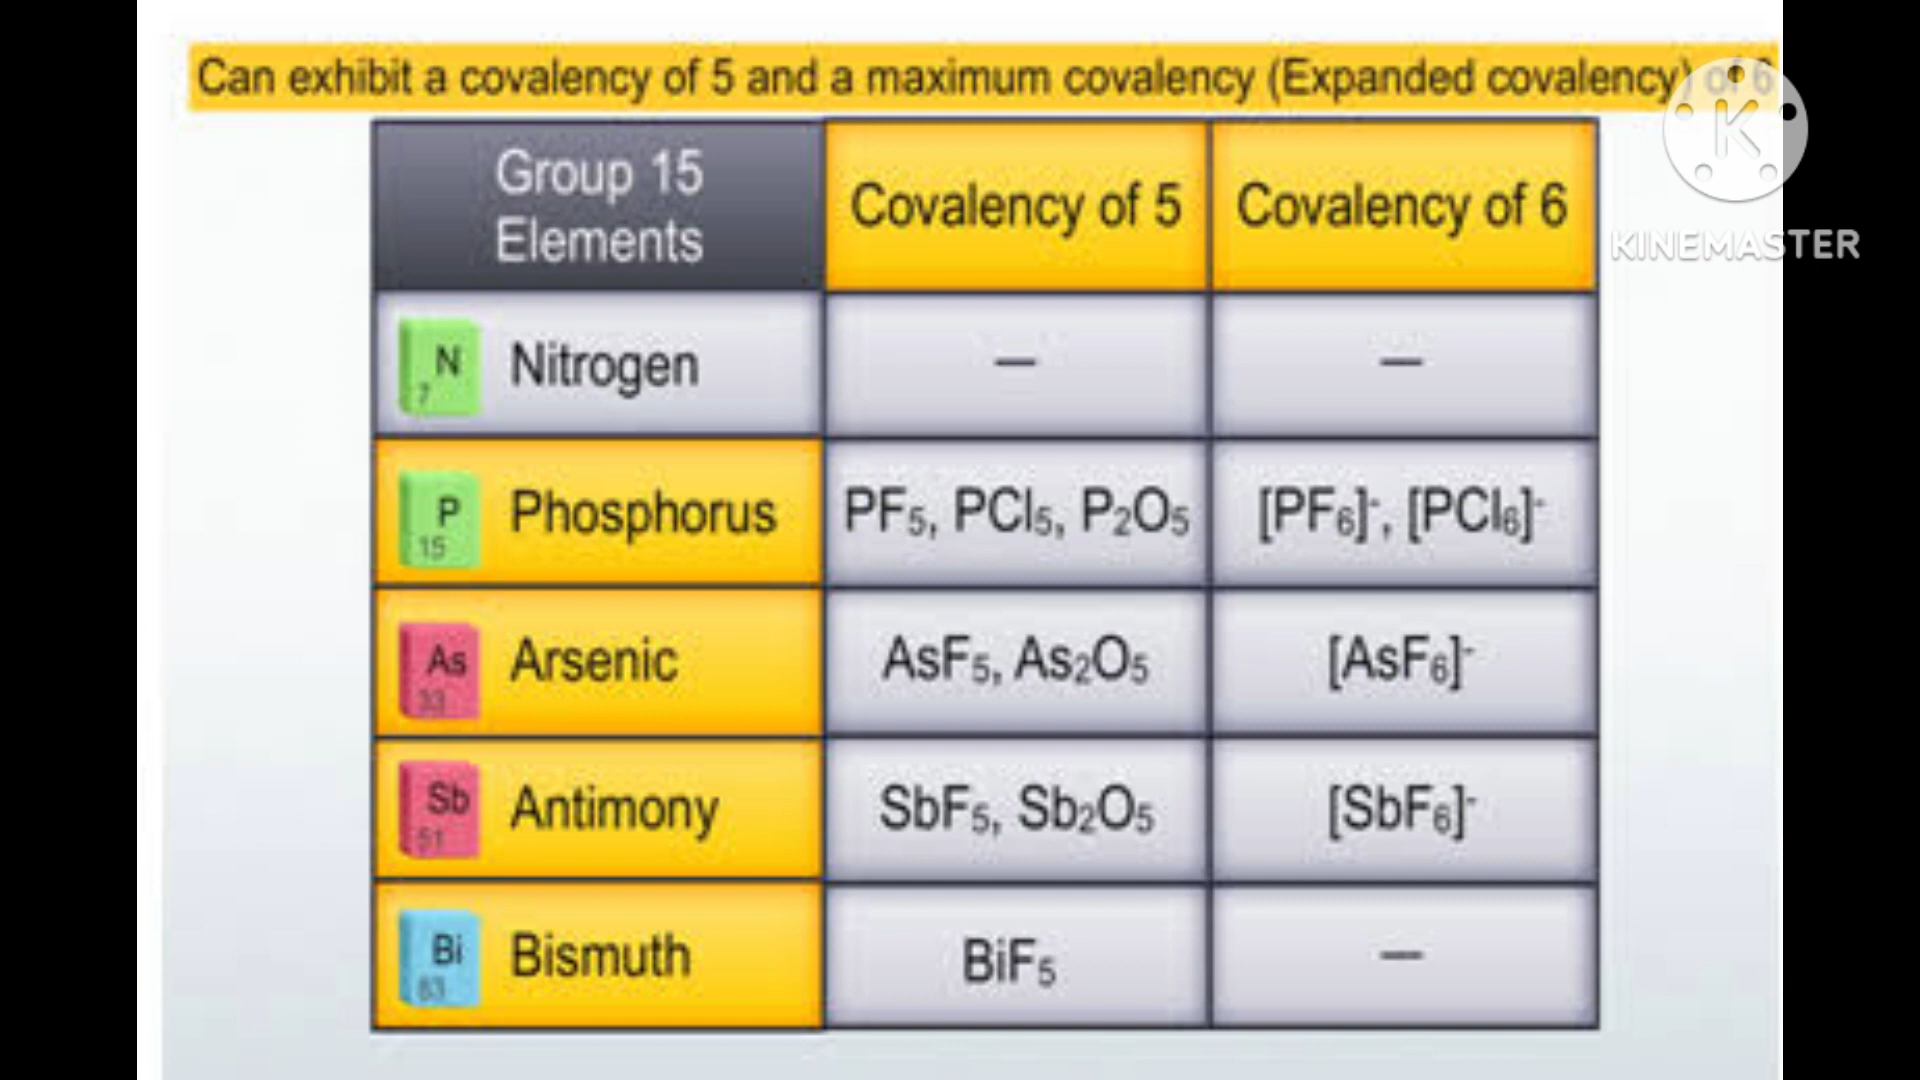 Can exhibit a covalency of 5 and a maximum covalency (Expanded covalency) of 6
K
KINEMASTER
Group 15
Elements
Covalency of 5
Covalency of 6
N
7
Nitrogen
—
—
P
15
Phosphorus
PF₅, PCl₅, P₂O₅
[PF₆]⁻, [PCl₆]⁻
As
33
Arsenic
AsF₅, As₂O₅
[AsF₆]⁻
Sb
51
Antimony
SbF₅, Sb₂O₅
[SbF₆]⁻
Bi
83
Bismuth
BiF₅
—